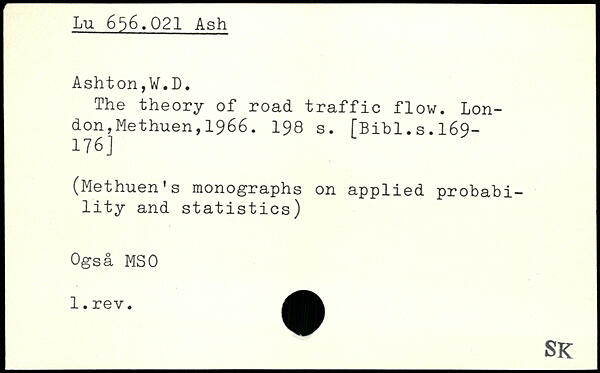 Lu 656.021 Ash
Ashton,W.D.
The theory of road traffic flow. Lon-
don,Methuen,1966. 198 s. [Bibl.s.169-
176]
(Methuen's monographs on applied probabi-
lity and statistics)
Også MSO
1.rev.
SK